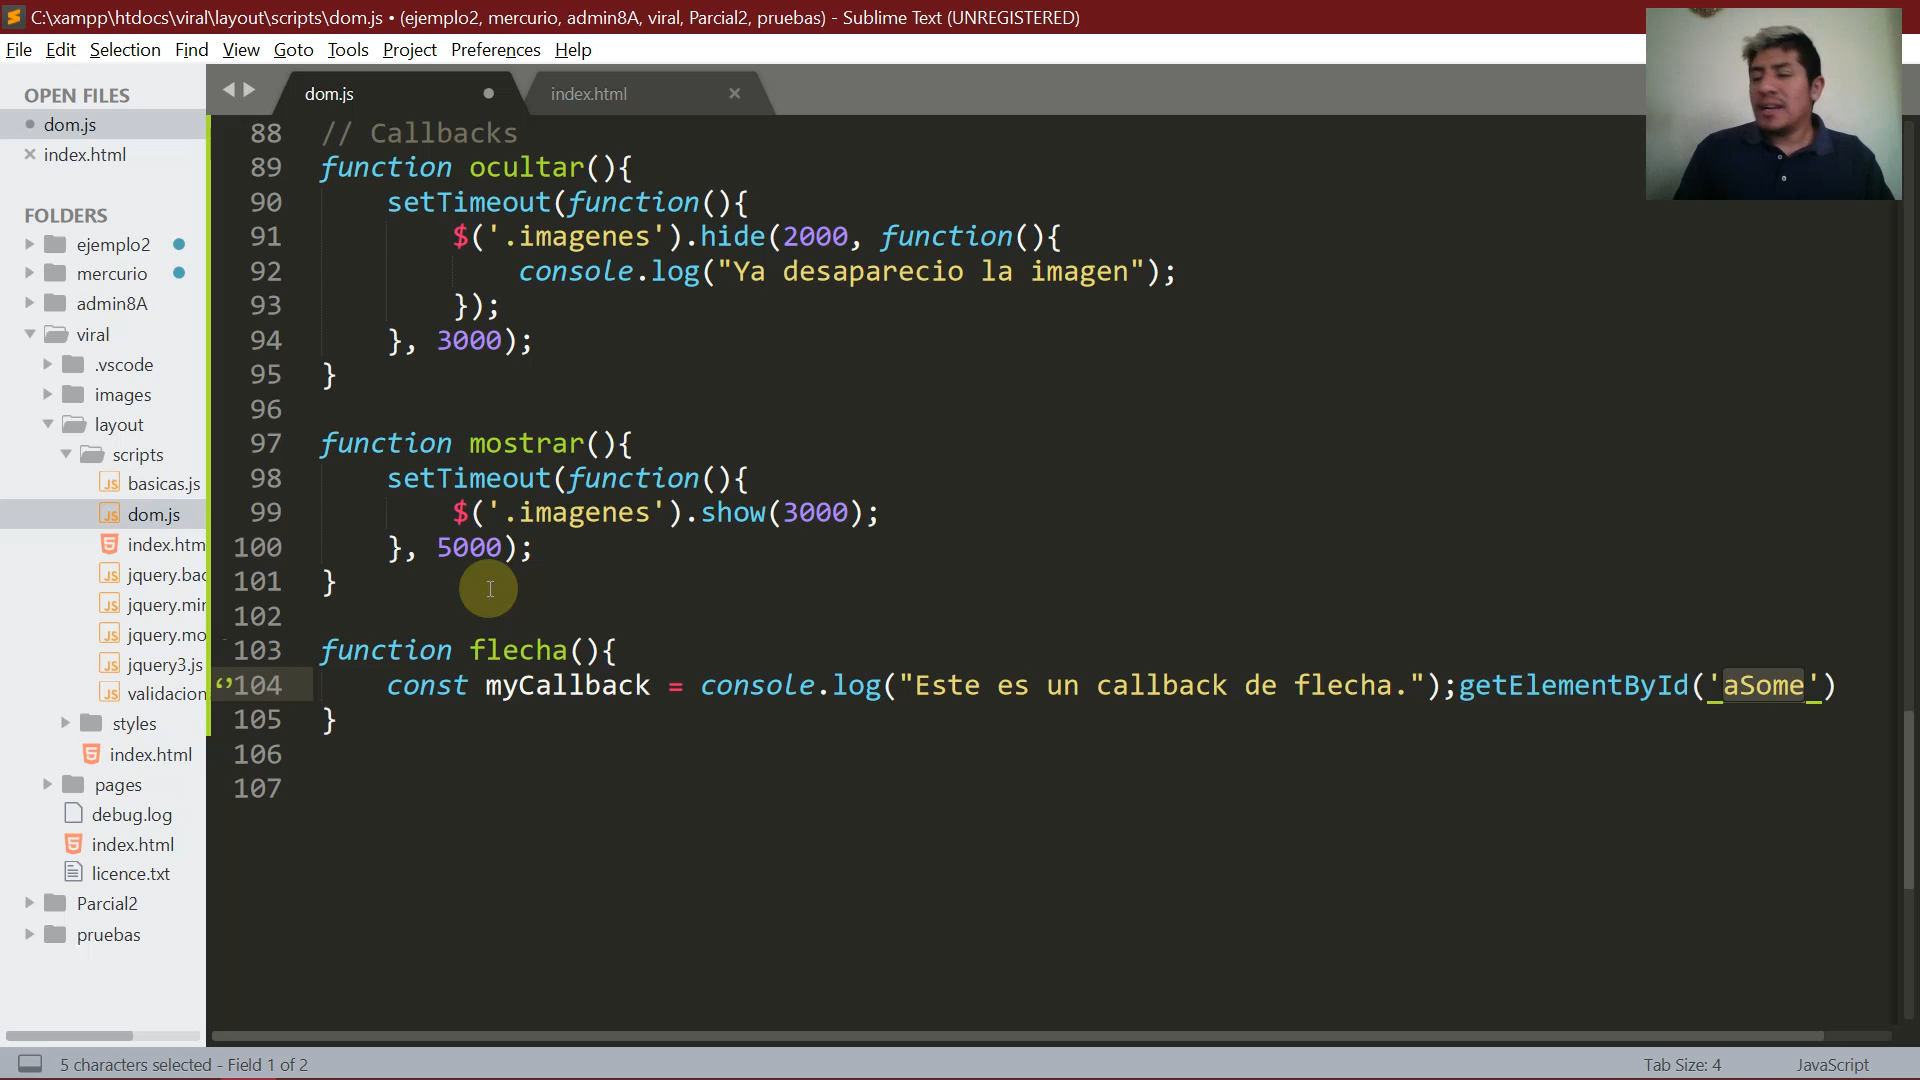 C:\xampp\htdocs\viral\layout\scripts\dom.js • (ejemplo2, mercurio, admin8A, viral, Parcial2, pruebas) - Sublime Text (UNREGISTERED)
File Edit Selection Find View Goto Tools Project Preferences Help
OPEN FILES
dom.js
index.html
FOLDERS
ejemplo2
mercurio
admin8A
viral
.vscode
images
layout
scripts
basicas.js
dom.js
index.htm
jquery.bac
jquery.mir
jquery.mo
jquery3.js
validacion
styles
index.html
pages
debug.log
index.html
licence.txt
Parcial2
pruebas
dom.js
index.html
88 // Callbacks
89 function ocultar(){
90 setTimeout(function(){
91 $('.imagenes').hide(2000, function(){
92 console.log("Ya desaparecio la imagen");
93 });
94 }, 3000);
95 }
96
97 function mostrar(){
98 setTimeout(function(){
99 $('.imagenes').show(3000);
100 }, 5000);
101 }
102
103 function flecha(){
104 const myCallback = console.log("Este es un callback de flecha.");getElementById('aSome')
105 }
106
107
5 characters selected - Field 1 of 2
Tab Size: 4
JavaScript